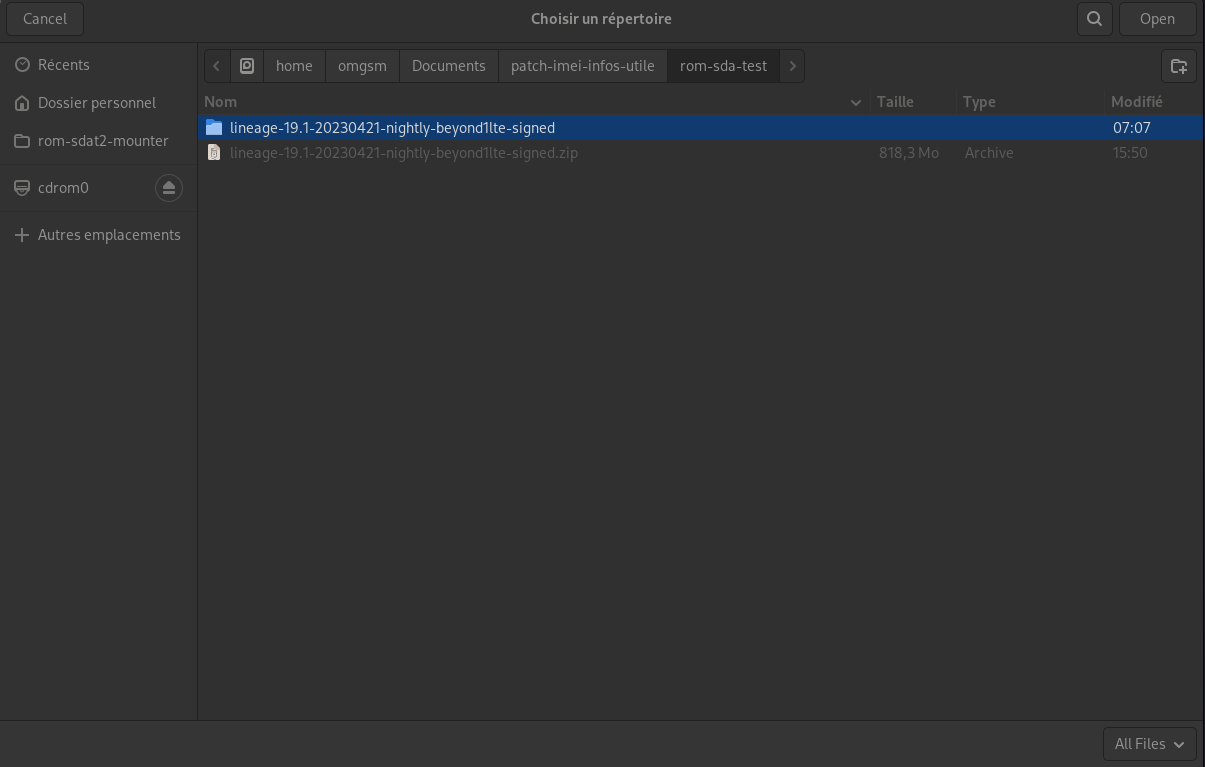 Cancel
Choisir un répertoire
Open
Récents
Dossier personnel
rom-sdat2-mounter
cdrom0
Autres emplacements
home omgsm Documents patch-imei-infos-utile rom-sda-test
Nom Taille Type Modifié
lineage-19.1-20230421-nightly-beyond1lte-signed 07:07
lineage-19.1-20230421-nightly-beyond1lte-signed.zip 818,3 Mo Archive 15:50
All Files